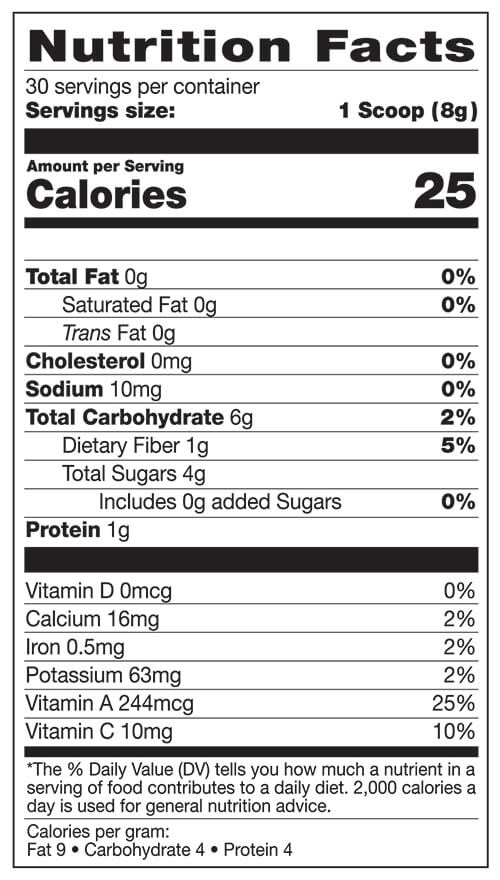 Nutrition Facts
30 servings per container
Servings size: 1 Scoop (8g)
Amount per Serving
Calories 25
Total Fat 0g 0%
Saturated Fat 0g 0%
Trans Fat 0g
Cholesterol 0mg 0%
Sodium 10mg 0%
Total Carbohydrate 6g 2%
Dietary Fiber 1g 5%
Total Sugars 4g
Includes 0g added Sugars 0%
Protein 1g
Vitamin D 0mcg 0%
Calcium 16mg 2%
Iron 0.5mg 2%
Potassium 63mg 2%
Vitamin A 244mcg 25%
Vitamin C 10mg 10%
*The % Daily Value (DV) tells you how much a nutrient in a
serving of food contributes to a daily diet. 2,000 calories a
day is used for general nutrition advice.
Calories per gram:
Fat 9 • Carbohydrate 4 • Protein 4